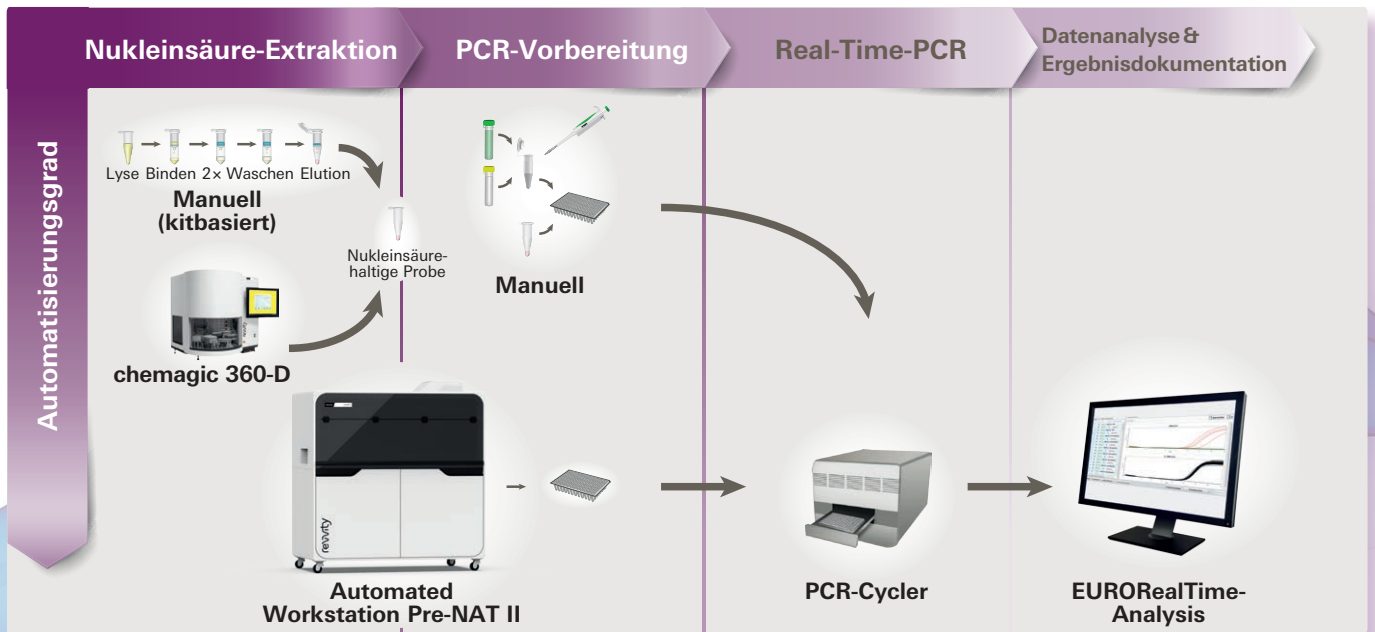 Nukleinsäure-Extraktion
PCR-Vorbereitung
Real-Time-PCR
Datenanalyse &
Ergebnisdokumentation
Automatisierungsgrad
Lyse Binden 2× Waschen Elution
Manuell
(kitbasiert)
Nukleinsäure-
haltige Probe
Manuell
chemagic 360-D
revvity
revvity
Automated
Workstation Pre-NAT II
PCR-Cycler
EURORealTime-
Analysis